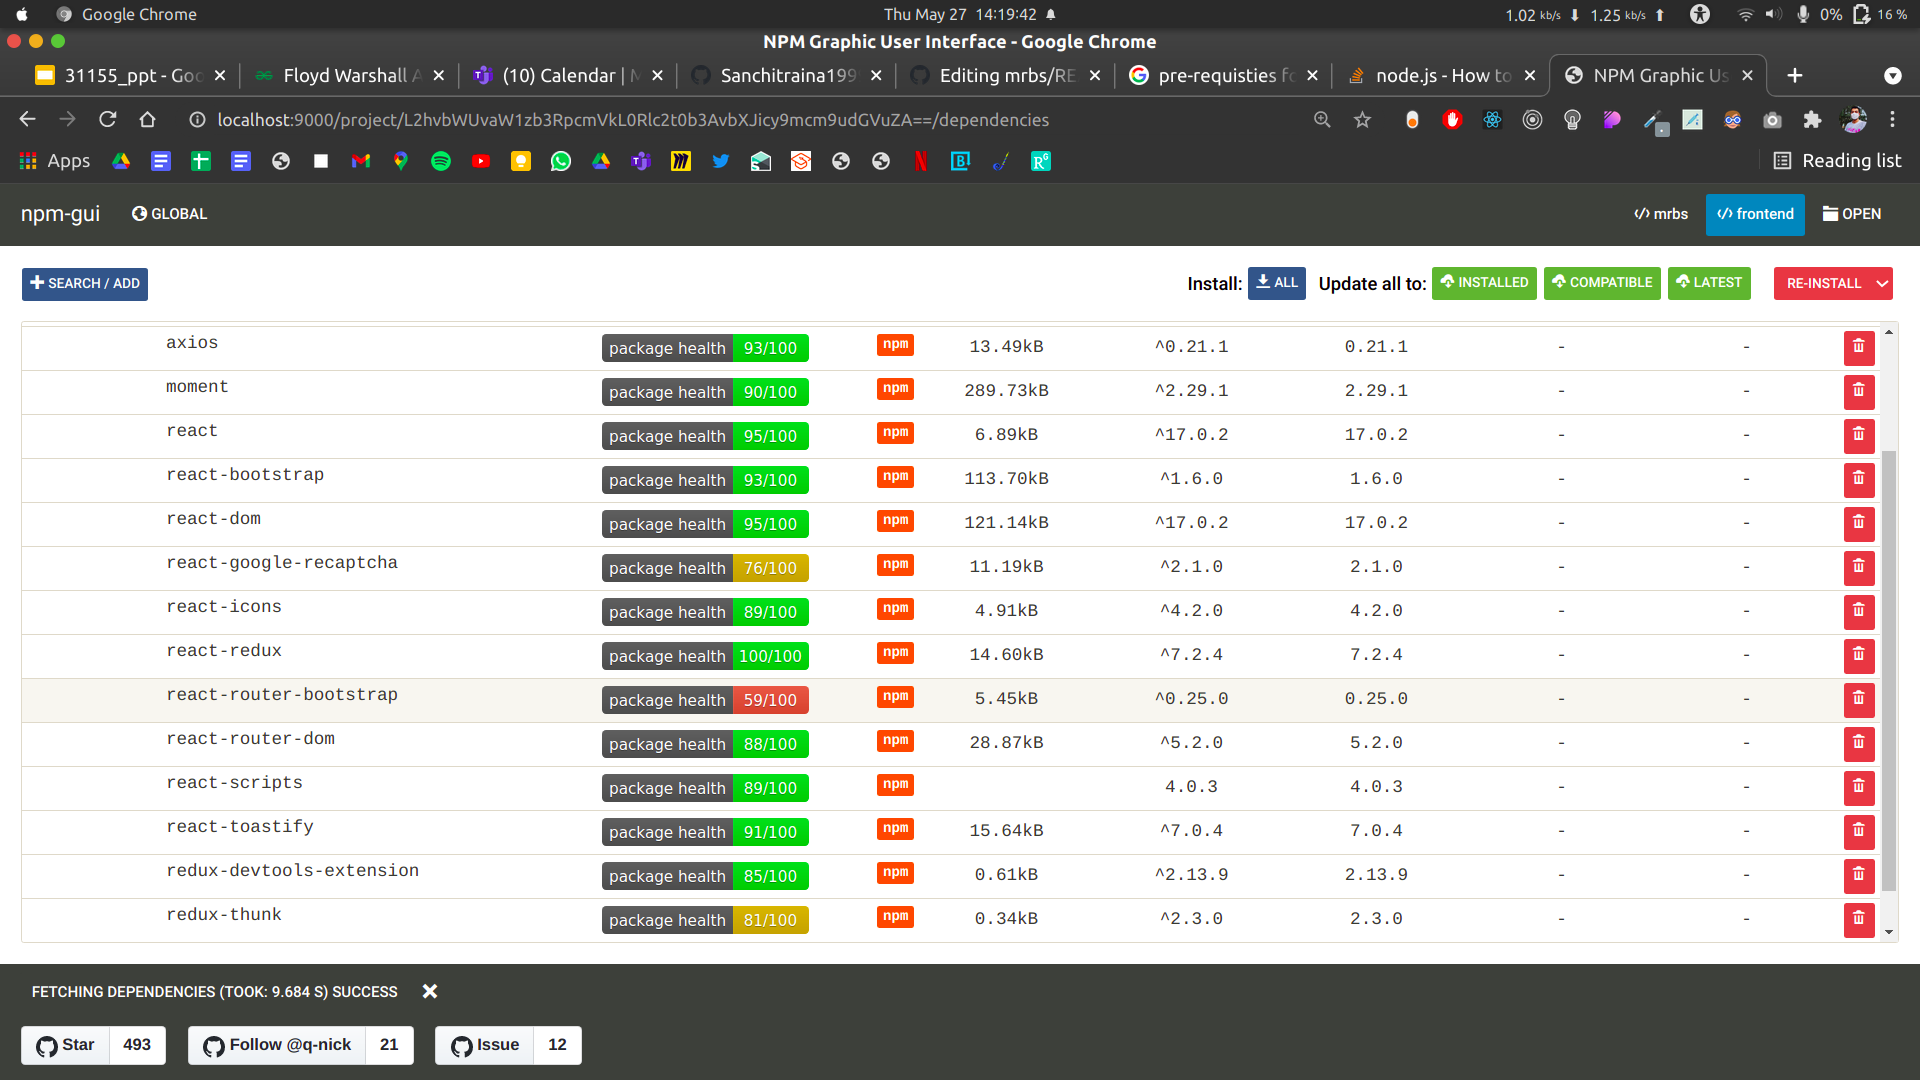 Google Chrome
Thu May 27 14:19:42
1.02 kb/s 1.25 kb/s 0% 16 %
NPM Graphic User Interface - Google Chrome
31155_ppt - Goo
Floyd Warshall A
(10) Calendar | M
Sanchitraina199
Editing mrbs/RE
pre-requisties fo
node.js - How to
NPM Graphic Us
localhost:9000/project/L2hvbWUvaW1zb3RpcmVkL0Rlc2t0b3AvbXJicy9mcm9udGVuZA==/dependencies
Apps
Reading list
npm-gui GLOBAL
mrbs frontend OPEN
SEARCH / ADD
Install: ALL Update all to: INSTALLED COMPATIBLE LATEST RE-INSTALL
axios package health 93/100 npm 13.49kB ^0.21.1 0.21.1 - -
moment package health 90/100 npm 289.73kB ^2.29.1 2.29.1 - -
react package health 95/100 npm 6.89kB ^17.0.2 17.0.2 - -
react-bootstrap package health 93/100 npm 113.70kB ^1.6.0 1.6.0 - -
react-dom package health 95/100 npm 121.14kB ^17.0.2 17.0.2 - -
react-google-recaptcha package health 76/100 npm 11.19kB ^2.1.0 2.1.0 - -
react-icons package health 89/100 npm 4.91kB ^4.2.0 4.2.0 - -
react-redux package health 100/100 npm 14.60kB ^7.2.4 7.2.4 - -
react-router-bootstrap package health 59/100 npm 5.45kB ^0.25.0 0.25.0 - -
react-router-dom package health 88/100 npm 28.87kB ^5.2.0 5.2.0 - -
react-scripts package health 89/100 npm 4.0.3 4.0.3 - -
react-toastify package health 91/100 npm 15.64kB ^7.0.4 7.0.4 - -
redux-devtools-extension package health 85/100 npm 0.61kB ^2.13.9 2.13.9 - -
redux-thunk package health 81/100 npm 0.34kB ^2.3.0 2.3.0 - -
FETCHING DEPENDENCIES (TOOK: 9.684 S) SUCCESS
Star 493 Follow @q-nick 21 Issue 12